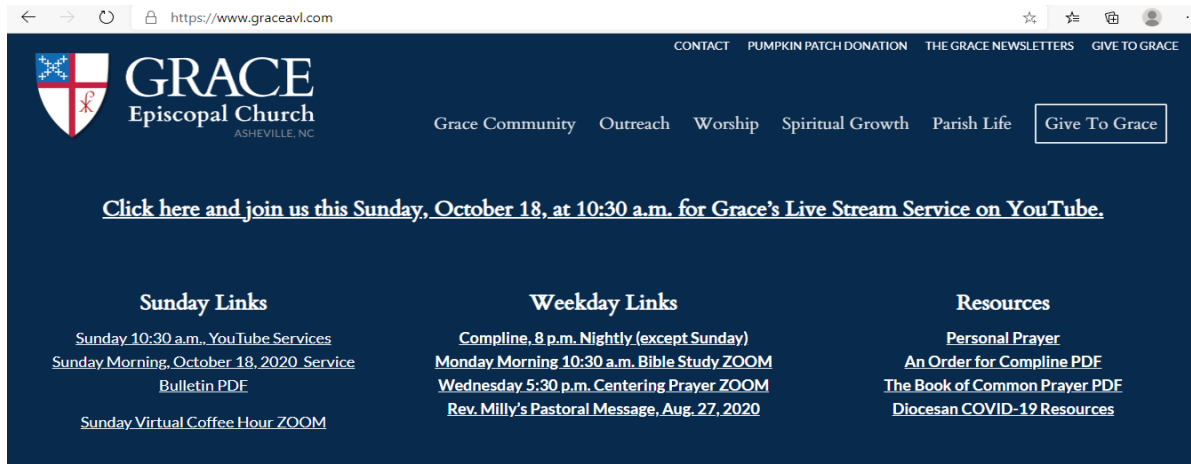 https://www.graceavl.com
CONTACT PUMPKIN PATCH DONATION THE GRACE NEWSLETTERS GIVE TO GRACE
GRACE
Episcopal Church
ASHEVILLE, NC
Grace Community Outreach Worship Spiritual Growth Parish Life Give To Grace
Click here and join us this Sunday, October 18, at 10:30 a.m. for Grace's Live Stream Service on YouTube.
Sunday Links
Sunday 10:30 a.m., YouTube Services
Sunday Morning, October 18, 2020 Service
Bulletin PDF
Sunday Virtual Coffee Hour ZOOM
Weekday Links
Compline, 8 p.m. Nightly (except Sunday)
Monday Morning 10:30 a.m. Bible Study ZOOM
Wednesday 5:30 p.m. Centering Prayer ZOOM
Rev. Milly's Pastoral Message, Aug. 27, 2020
Resources
Personal Prayer
An Order for Compline PDF
The Book of Common Prayer PDF
Diocesan COVID-19 Resources